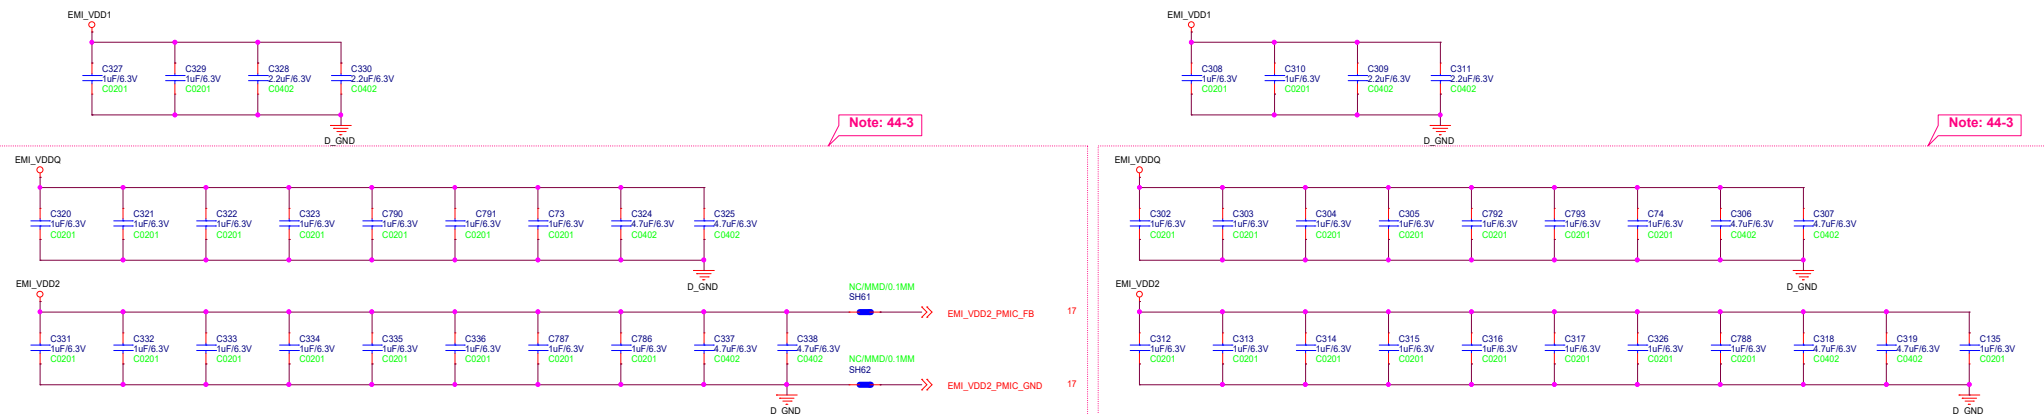 EMI_VDD1
C327
1uF/6.3V
C0201
C329
1uF/6.3V
C0201
C328
2.2uF/6.3V
C0402
C330
2.2uF/6.3V
C0402
D_GND
Note: 44-3
EMI_VDDQ
C320
1uF/6.3V
C0201
C321
1uF/6.3V
C0201
C322
1uF/6.3V
C0201
C323
1uF/6.3V
C0201
C790
1uF/6.3V
C0201
C791
1uF/6.3V
C0201
C73
1uF/6.3V
C0201
C324
4.7uF/6.3V
C0402
C325
4.7uF/6.3V
C0402
D_GND
EMI_VDD2
C331
1uF/6.3V
C0201
C332
1uF/6.3V
C0201
C333
1uF/6.3V
C0201
C334
1uF/6.3V
C0201
C335
1uF/6.3V
C0201
C336
1uF/6.3V
C0201
C787
1uF/6.3V
C0201
C786
1uF/6.3V
C0201
C337
4.7uF/6.3V
C0402
C338
4.7uF/6.3V
C0402
D_GND
NC/MMD/0.1MM
SH61
EMI_VDD2_PMIC_FB 17
NC/MMD/0.1MM
SH62
EMI_VDD2_PMIC_GND 17
EMI_VDD1
C308
1uF/6.3V
C0201
C310
1uF/6.3V
C0201
C309
2.2uF/6.3V
C0402
C311
2.2uF/6.3V
C0402
D_GND
Note: 44-3
EMI_VDDQ
C302
1uF/6.3V
C0201
C303
1uF/6.3V
C0201
C304
1uF/6.3V
C0201
C305
1uF/6.3V
C0201
C792
1uF/6.3V
C0201
C793
1uF/6.3V
C0201
C74
1uF/6.3V
C0201
C306
4.7uF/6.3V
C0402
C307
4.7uF/6.3V
C0402
D_GND
EMI_VDD2
C312
1uF/6.3V
C0201
C313
1uF/6.3V
C0201
C314
1uF/6.3V
C0201
C315
1uF/6.3V
C0201
C316
1uF/6.3V
C0201
C317
1uF/6.3V
C0201
C326
1uF/6.3V
C0201
C788
1uF/6.3V
C0201
C318
4.7uF/6.3V
C0402
C319
4.7uF/6.3V
C0402
C135
1uF/6.3V
C0201
D_GND